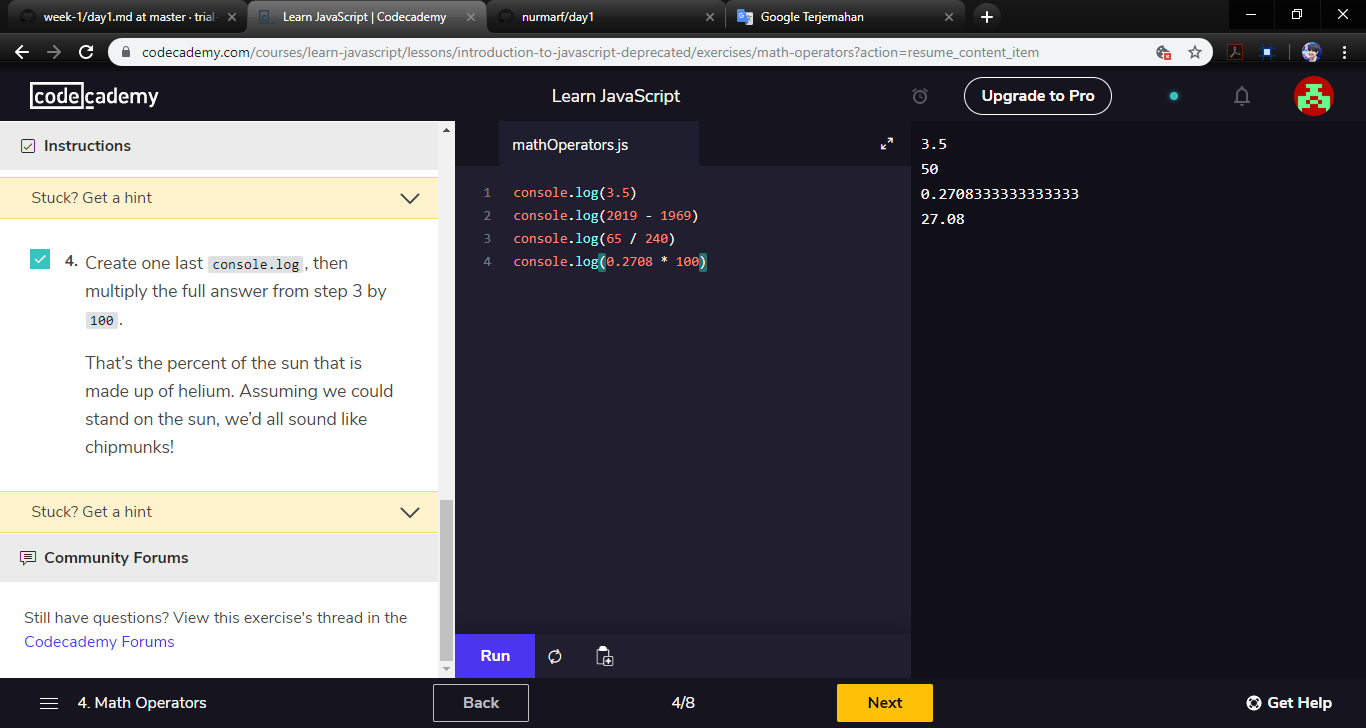 week-1/day1.md at master · trial-
Learn JavaScript | Codecademy
nurmarf/day1
Google Terjemahan
codecademy.com/courses/learn-javascript/lessons/introduction-to-javascript-deprecated/exercises/math-operators?action=resume_content_item
codecademy
Learn JavaScript
Upgrade to Pro
Instructions
Stuck? Get a hint
4. Create one last console.log, then
multiply the full answer from step 3 by
100.
That's the percent of the sun that is
made up of helium. Assuming we could
stand on the sun, we'd all sound like
chipmunks!
Stuck? Get a hint
Community Forums
Still have questions? View this exercise's thread in the
Codecademy Forums
mathOperators.js
1 console.log(3.5)
2 console.log(2019 - 1969)
3 console.log(65 / 240)
4 console.log(0.2708 * 100)
Run
3.5
50
0.2708333333333333
27.08
4. Math Operators
Back
4/8
Next
Get Help